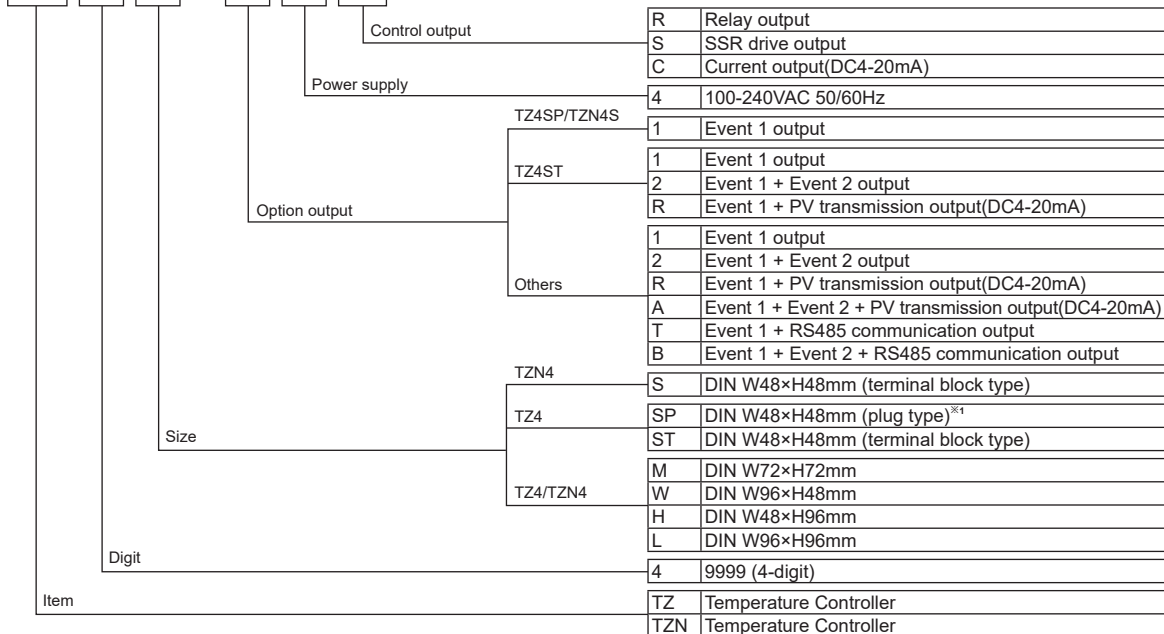 Control output
R Relay output
S SSR drive output
C Current output(DC4-20mA)
Power supply
4 100-240VAC 50/60Hz
Option output
TZ4SP/TZN4S
1 Event 1 output
TZ4ST
1 Event 1 output
2 Event 1 + Event 2 output
R Event 1 + PV transmission output(DC4-20mA)
Others
1 Event 1 output
2 Event 1 + Event 2 output
R Event 1 + PV transmission output(DC4-20mA)
A Event 1 + Event 2 + PV transmission output(DC4-20mA)
T Event 1 + RS485 communication output
B Event 1 + Event 2 + RS485 communication output
Size
TZN4
S DIN W48×H48mm (terminal block type)
TZ4
SP DIN W48×H48mm (plug type)※1
ST DIN W48×H48mm (terminal block type)
TZ4/TZN4
M DIN W72×H72mm
W DIN W96×H48mm
H DIN W48×H96mm
L DIN W96×H96mm
Digit
4 9999 (4-digit)
Item
TZ Temperature Controller
TZN Temperature Controller